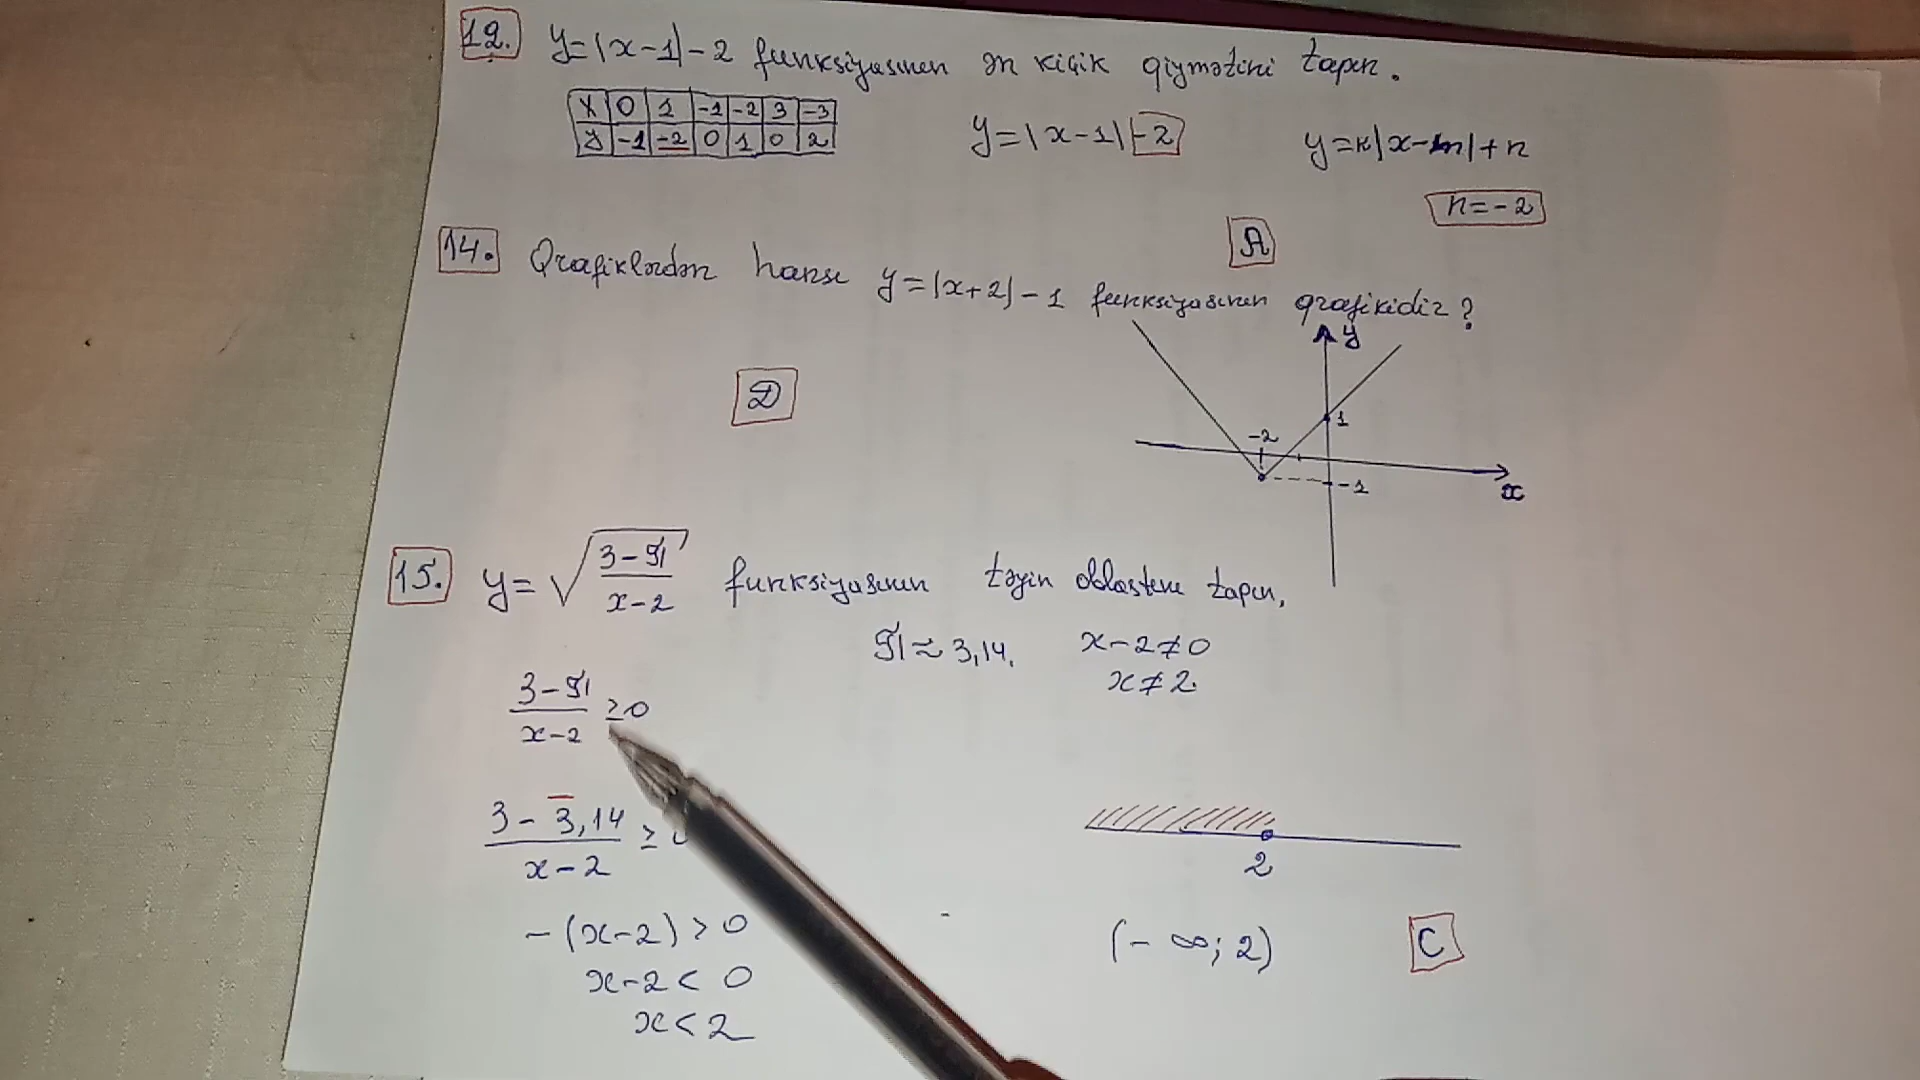 12. y=|x-1|-2 funksiyasının ən kiçik qiymətini tapın.
x 0 1 -1 -2 3 -3
y -1 -2 0 1 0 2
y=|x-1|-2
y=k|x-m|+n
n=-2
A
14. Qrafiklərdən hansı y=|x+2|-1 funksiyasının qrafikidir?
y
D
1
-2
-1
x
15. y=√((3-π)/(x-2)) funksiyasının təyin oblastını tapın,
π≈3,14. x-2≠0
x≠2.
(3-π)/(x-2) ≥0
(3-3,14)/(x-2) ≥0
2
-(x-2)>0
(-∞; 2) C
x-2<0
x<2